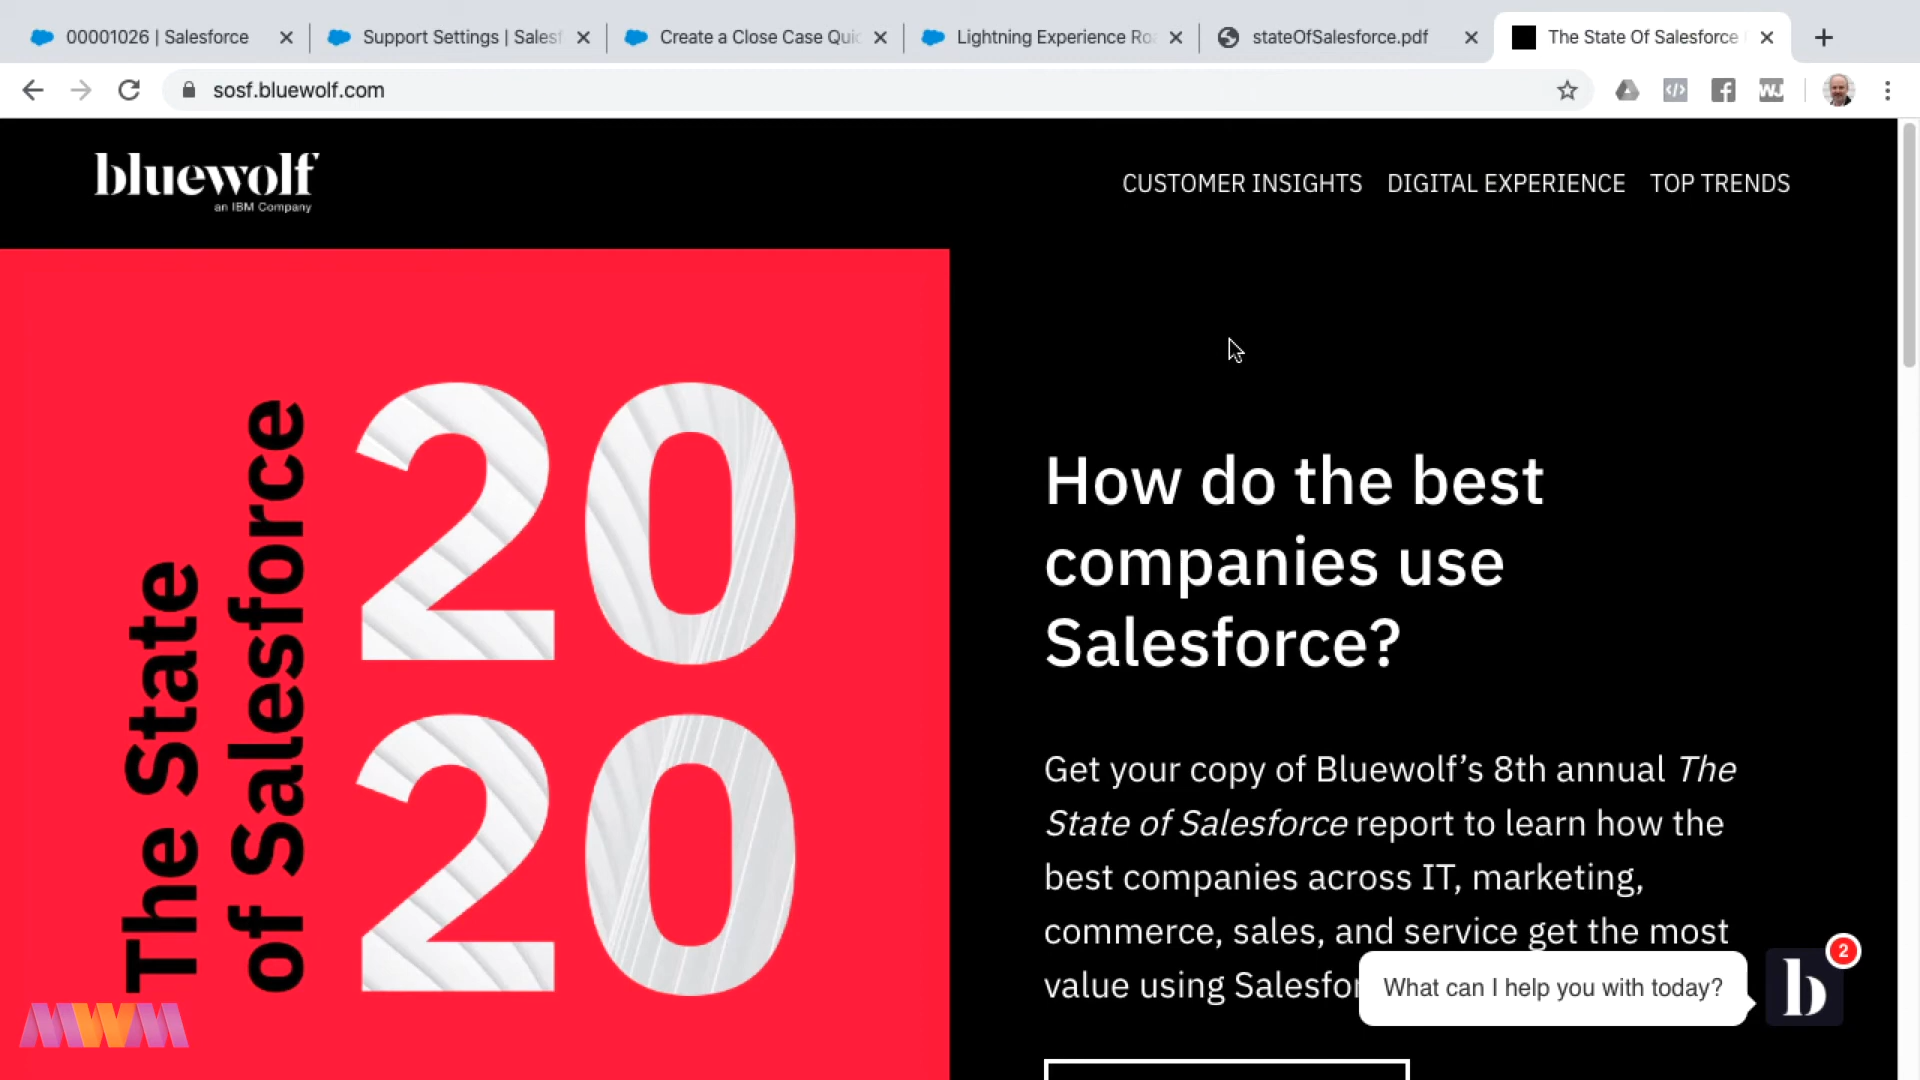 00001026 | Salesforce
Support Settings | Salesf
Create a Close Case Quic
Lightning Experience Ro
stateOfSalesforce.pdf
The State Of Salesforce
sosf.bluewolf.com
bluewolf
an IBM Company
CUSTOMER INSIGHTS
DIGITAL EXPERIENCE
TOP TRENDS
The State
of Salesforce
20
20
How do the best
companies use
Salesforce?
Get your copy of Bluewolf’s 8th annual The
State of Salesforce report to learn how the
best companies across IT, marketing,
commerce, sales, and service get the most
value using Salesfor
What can I help you with today?
b
2
MWM